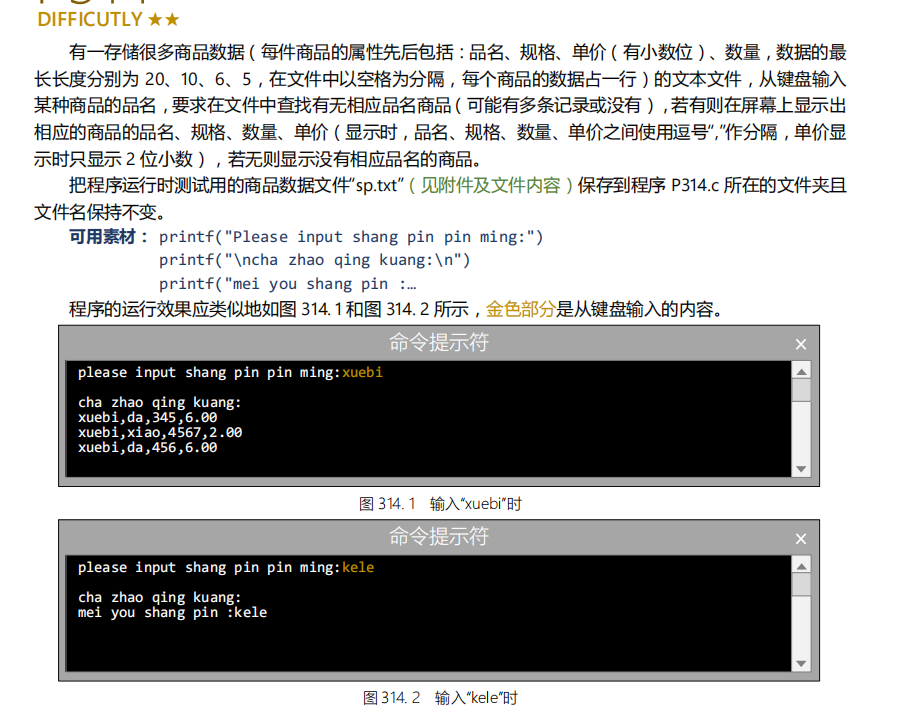 DIFFICUTLY ★★
有一存储很多商品数据(每件商品的属性先后包括:品名、规格、单价(有小数位)、数量,数据的最
长长度分别为 20、10、6、5,在文件中以空格为分隔,每个商品的数据占一行)的文本文件,从键盘输入
某种商品的品名,要求在文件中查找有无相应品名商品(可能有多条记录或没有),若有则在屏幕上显示出
相应的商品的品名、规格、数量、单价(显示时,品名、规格、数量、单价之间使用逗号“,”作分隔,单价显
示时只显示 2 位小数),若无则显示没有相应品名的商品。
把程序运行时测试用的商品数据文件“sp.txt”(见附件及文件内容)保存到程序 P314.c 所在的文件夹且
文件名保持不变。
可用素材: printf("Please input shang pin pin ming:")
printf("\ncha zhao qing kuang:\n")
printf("mei you shang pin :…
程序的运行效果应类似地如图 314.1 和图 314.2 所示,金色部分是从键盘输入的内容。
命令提示符 ×
please input shang pin pin ming:xuebi
cha zhao qing kuang:
xuebi,da,345,6.00
xuebi,xiao,4567,2.00
xuebi,da,456,6.00
图 314. 1 输入“xuebi”时
命令提示符 ×
please input shang pin pin ming:kele
cha zhao qing kuang:
mei you shang pin :kele
图 314. 2 输入“kele”时